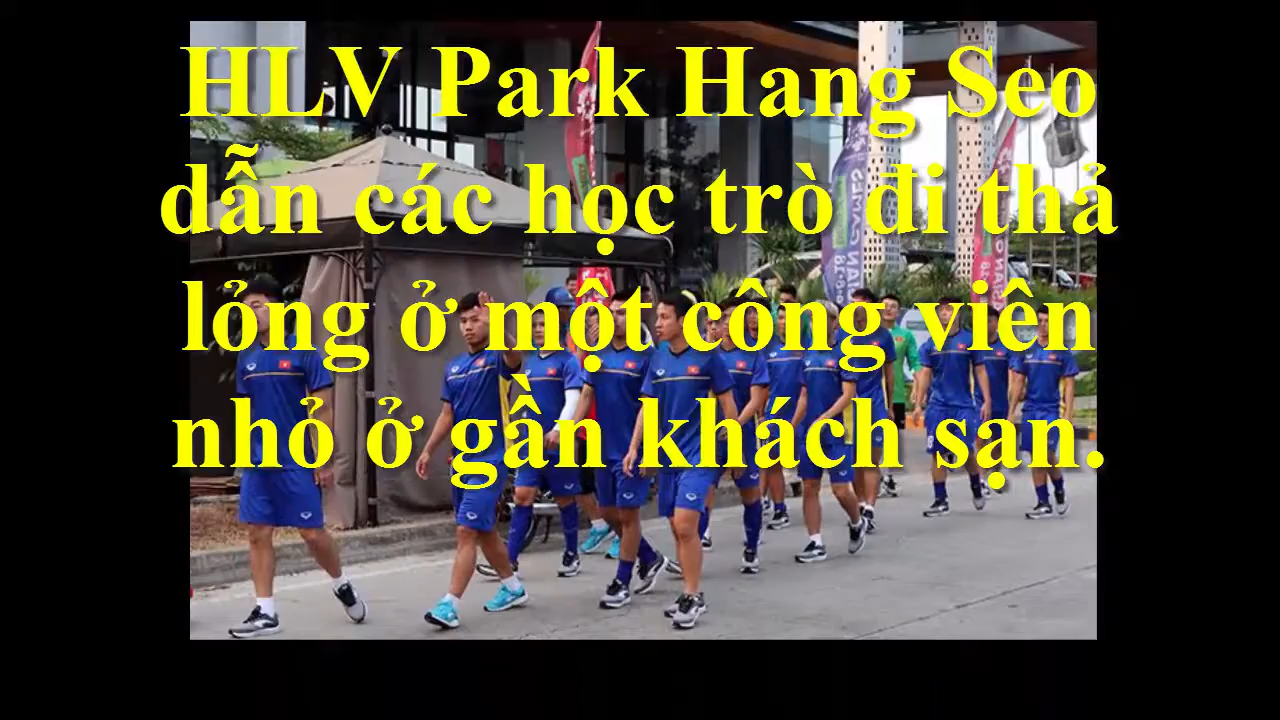 HLV Park Hang Seo
dẫn các học trò đi thả
lỏng ở một công viên
nhỏ ở gần khách sạn.